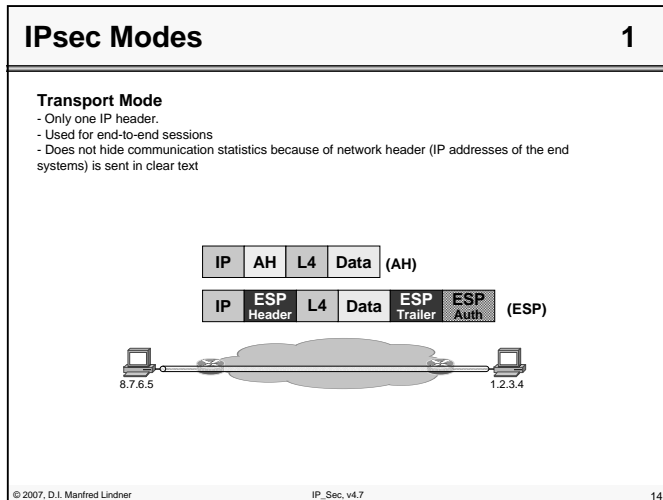 IPsec Modes 1
Transport Mode
- Only one IP header.
- Used for end-to-end sessions
- Does not hide communication statistics because of network header (IP addresses of the end
systems) is sent in clear text
IP AH L4 Data (AH)
IP ESP Header L4 Data ESP Trailer ESP Auth (ESP)
8.7.6.5 1.2.3.4
© 2007, D.I. Manfred Lindner IP_Sec, v4.7 14